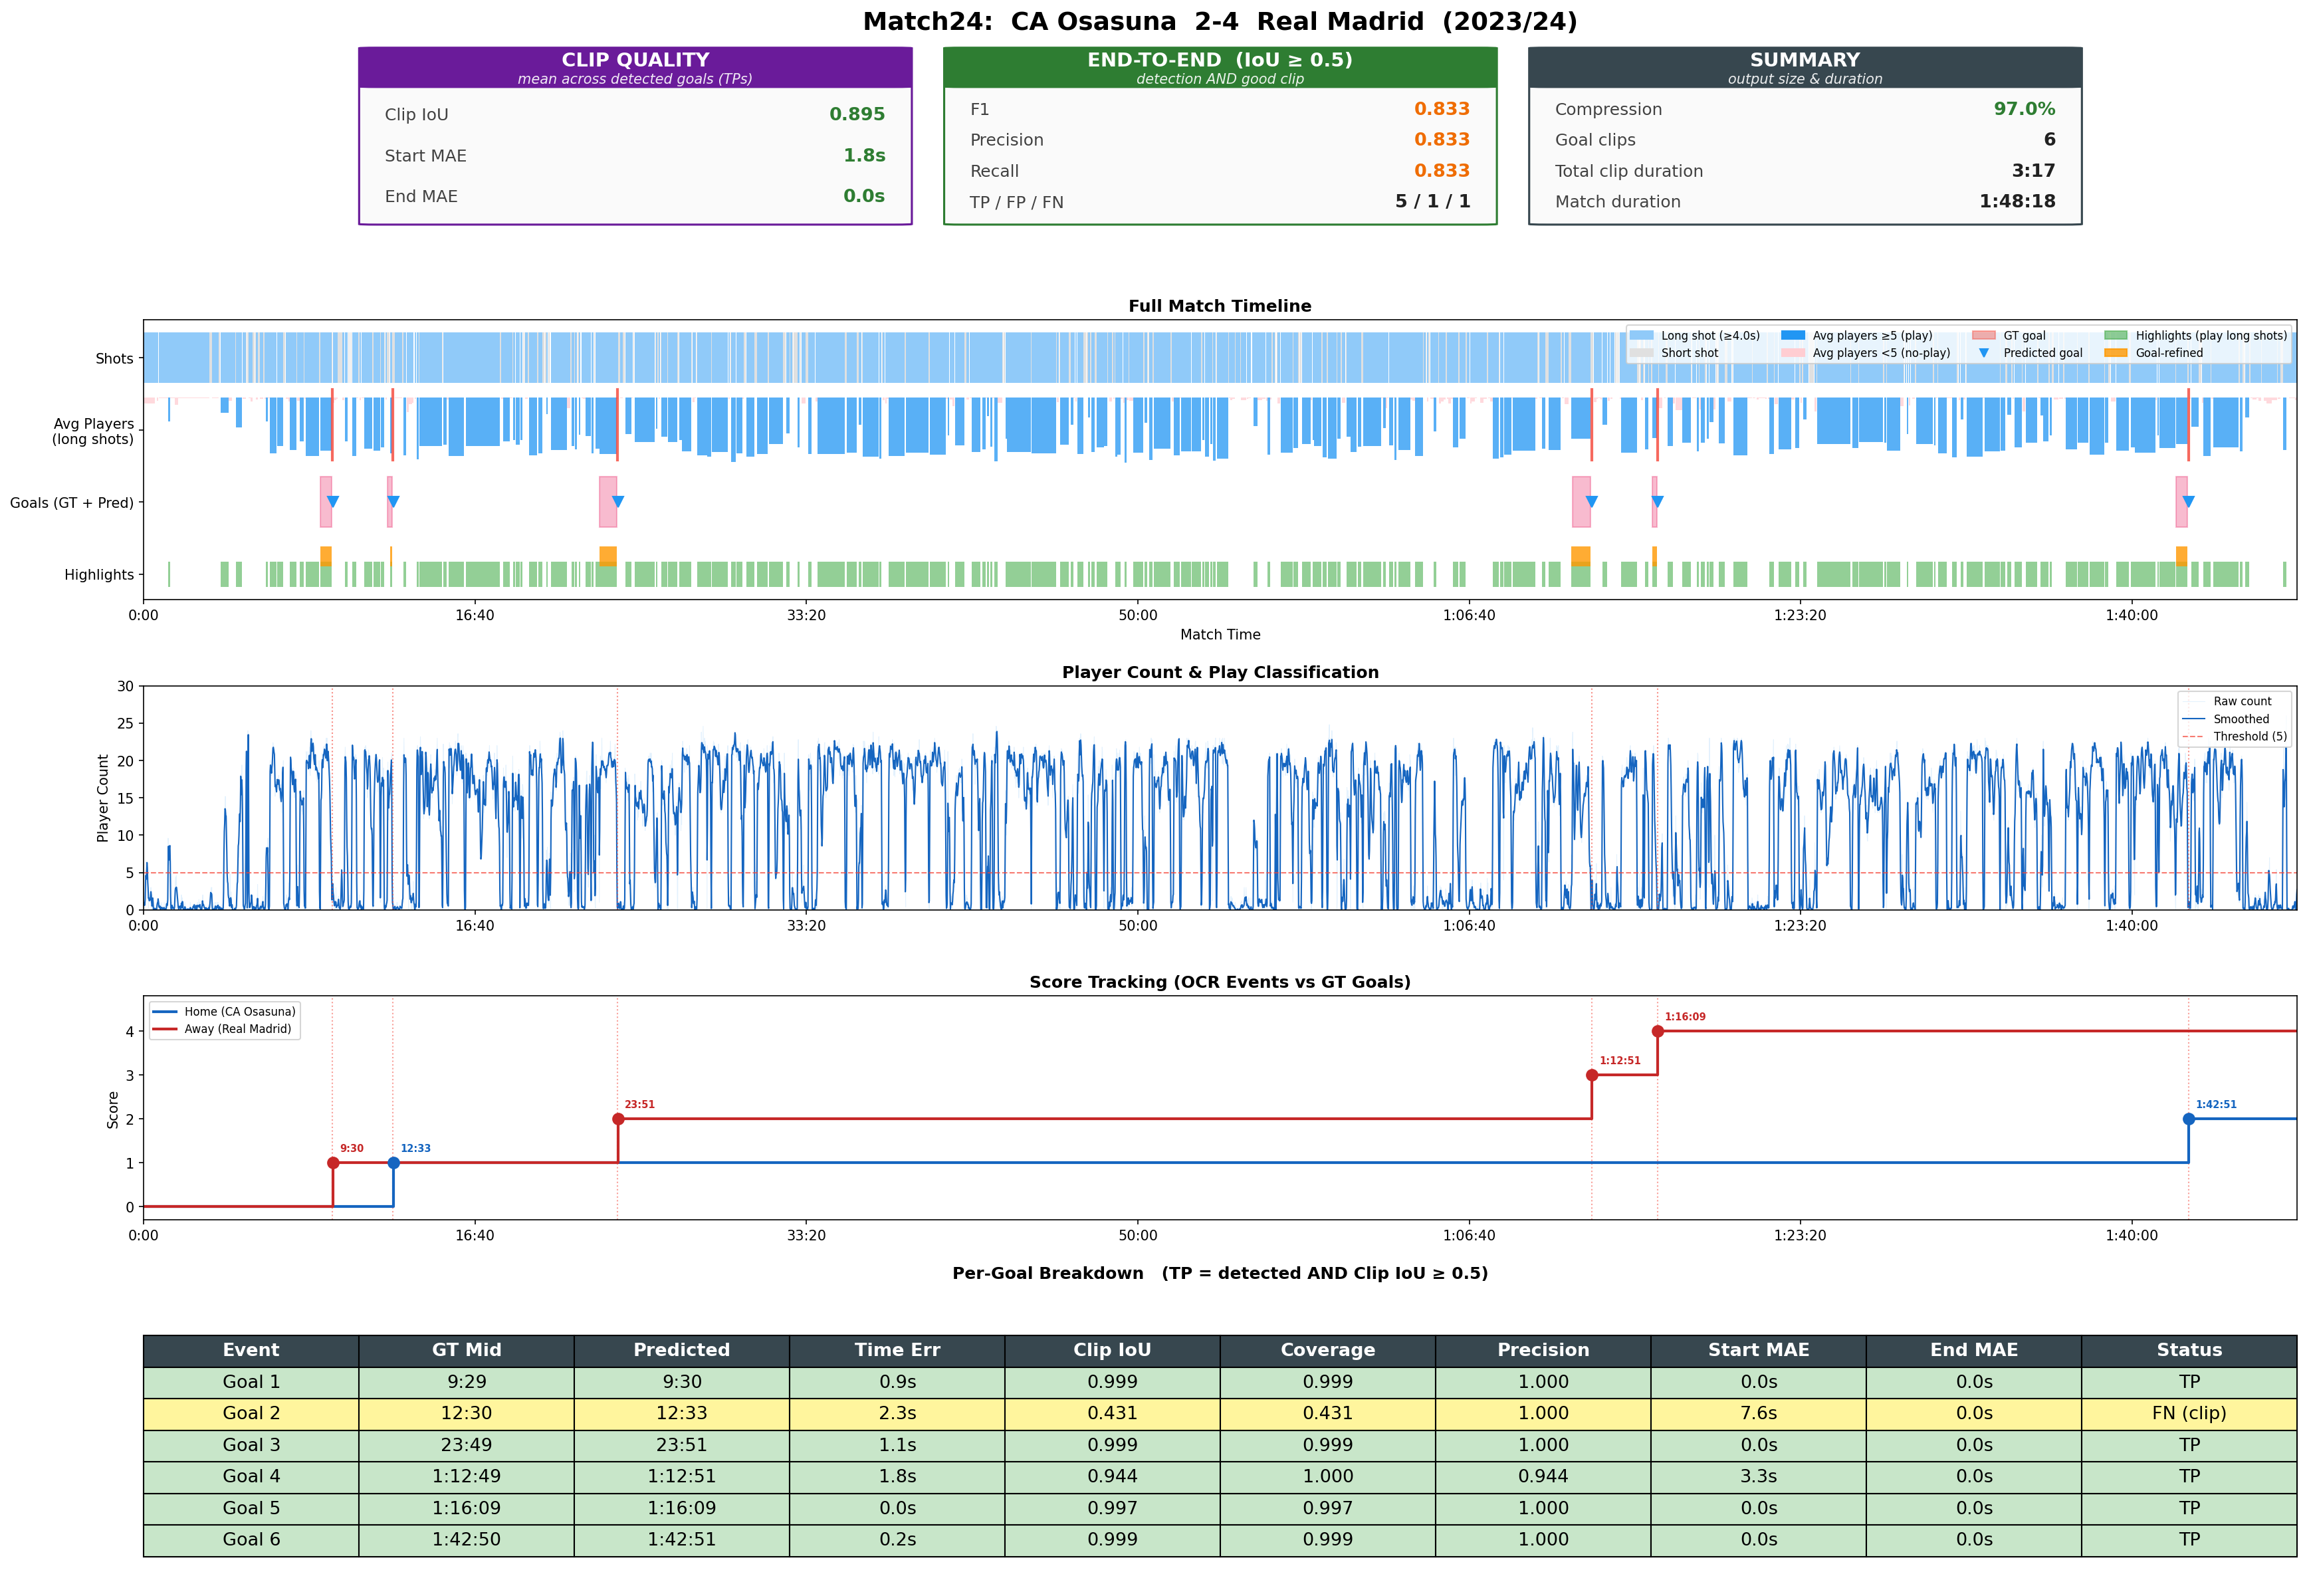 Match24:  CA Osasuna  2-4  Real Madrid  (2023/24)
CLIP QUALITY
mean across detected goals (TPs)
Clip IoU 0.895
Start MAE 1.8s
End MAE 0.0s
END-TO-END  (IoU ≥ 0.5)
detection AND good clip
F1 0.833
Precision 0.833
Recall 0.833
TP / FP / FN 5 / 1 / 1
SUMMARY
output size & duration
Compression 97.0%
Goal clips 6
Total clip duration 3:17
Match duration 1:48:18
Full Match Timeline
Long shot (≥4.0s)
Short shot
Avg players ≥5 (play)
Avg players <5 (no-play)
GT goal
Predicted goal
Highlights (play long shots)
Goal-refined
Shots
Avg Players
(long shots)
Goals (GT + Pred)
Highlights
0:00 16:40 33:20 50:00 1:06:40 1:23:20 1:40:00
Match Time
Player Count & Play Classification
Raw count
Smoothed
Threshold (5)
Player Count
30
25
20
15
10
5
0
0:00 16:40 33:20 50:00 1:06:40 1:23:20 1:40:00
Score Tracking (OCR Events vs GT Goals)
Home (CA Osasuna)
Away (Real Madrid)
Score
4
3
2
1
0
9:30
12:33
23:51
1:12:51
1:16:09
1:42:51
0:00 16:40 33:20 50:00 1:06:40 1:23:20 1:40:00
Per-Goal Breakdown   (TP = detected AND Clip IoU ≥ 0.5)
Event GT Mid Predicted Time Err Clip IoU Coverage Precision Start MAE End MAE Status
Goal 1 9:29 9:30 0.9s 0.999 0.999 1.000 0.0s 0.0s TP
Goal 2 12:30 12:33 2.3s 0.431 0.431 1.000 7.6s 0.0s FN (clip)
Goal 3 23:49 23:51 1.1s 0.999 0.999 1.000 0.0s 0.0s TP
Goal 4 1:12:49 1:12:51 1.8s 0.944 1.000 0.944 3.3s 0.0s TP
Goal 5 1:16:09 1:16:09 0.0s 0.997 0.997 1.000 0.0s 0.0s TP
Goal 6 1:42:50 1:42:51 0.2s 0.999 0.999 1.000 0.0s 0.0s TP